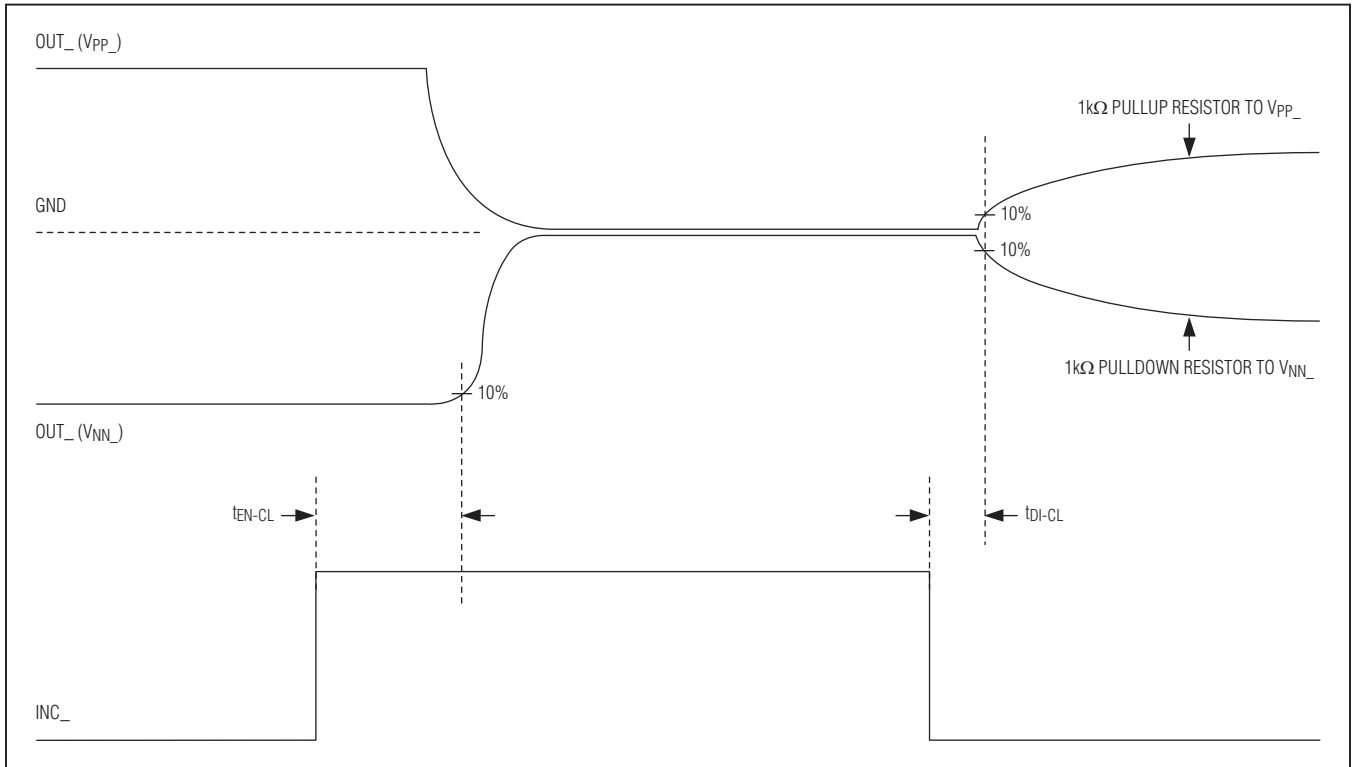 OUT_ (VPP_)
1kΩ PULLUP RESISTOR TO VPP_
GND
10%
10%
1kΩ PULLDOWN RESISTOR TO VNN_
10%
OUT_ (VNN_)
tEN-CL
tDI-CL
INC_